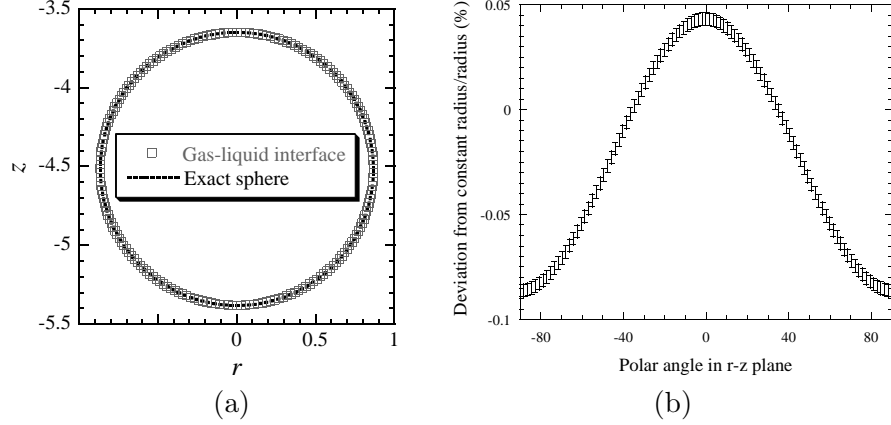 (a)
-3.5
-4
-4.5
-5
-5.5
z
0
0.5
1
r
Gas-liquid interface
Exact sphere
(b)
0.05
0
-0.05
-0.1
Deviation from constant radius/radius (%)
-80
-40
0
40
80
Polar angle in r-z plane
(a)
(b)